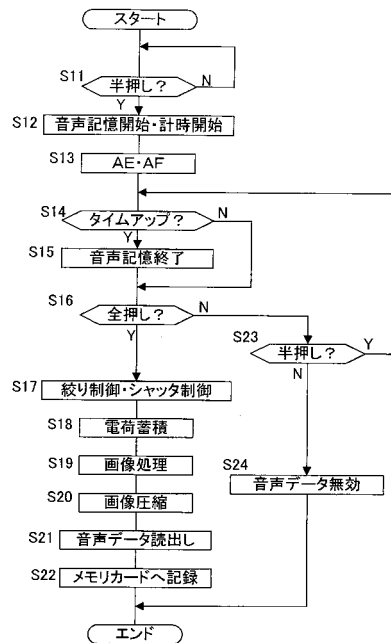 スタート
S11
半押し?
N
Y
S12
音声記憶開始・計時開始
S13
AE・AF
S14
タイムアップ?
N
Y
S15
音声記憶終了
S16
全押し?
N
Y
S23
半押し?
Y
N
S17
絞り制御・シャッタ制御
S18
電荷蓄積
S19
画像処理
S24
音声データ無効
S20
画像圧縮
S21
音声データ読出し
S22
メモリカードへ記録
エンド